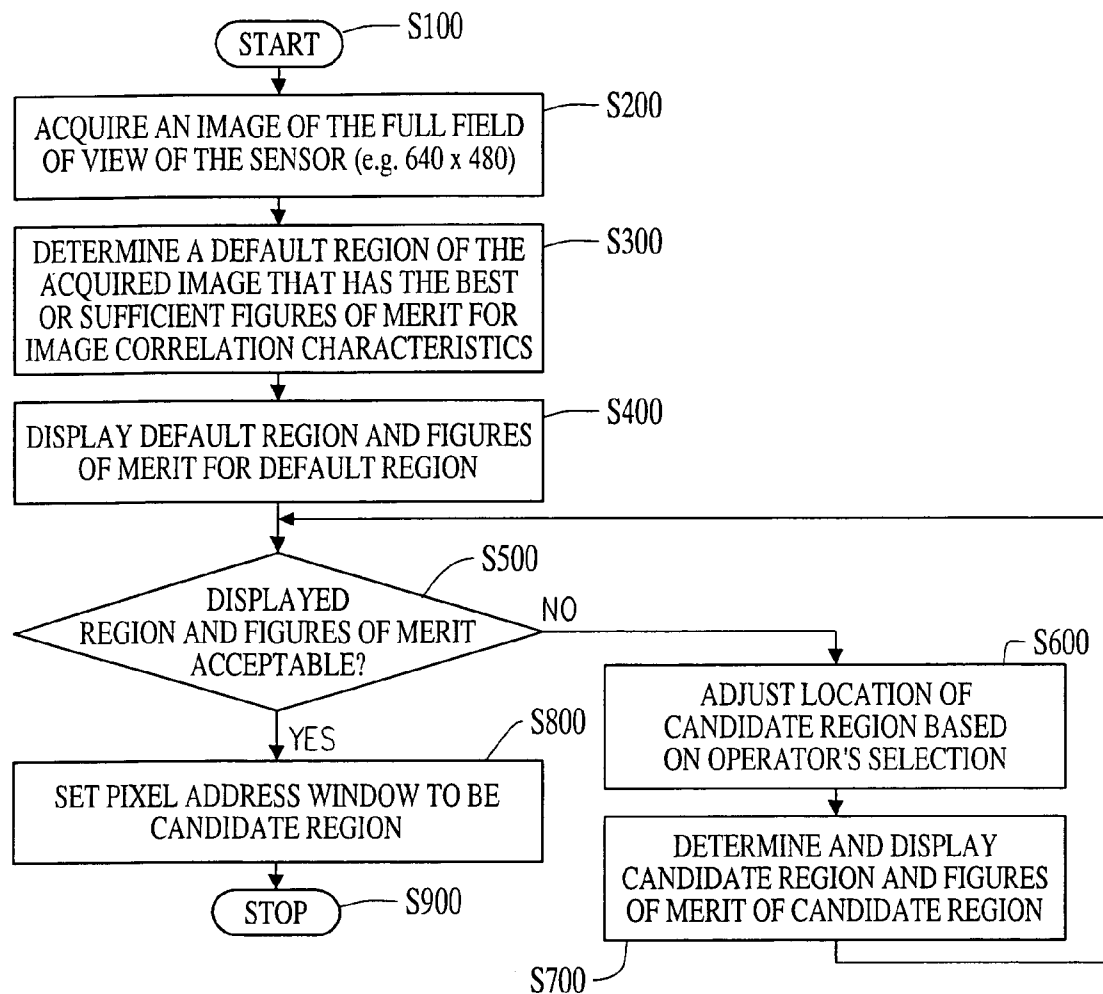 START
S100
ACQUIRE AN IMAGE OF THE FULL FIELD
OF VIEW OF THE SENSOR (e.g. 640 x 480)
S200
DETERMINE A DEFAULT REGION OF THE
ACQUIRED IMAGE THAT HAS THE BEST
OR SUFFICIENT FIGURES OF MERIT FOR
IMAGE CORRELATION CHARACTERISTICS
S300
DISPLAY DEFAULT REGION AND FIGURES
OF MERIT FOR DEFAULT REGION
S400
DISPLAYED
REGION AND FIGURES OF MERIT
ACCEPTABLE?
S500
NO
YES
ADJUST LOCATION OF
CANDIDATE REGION BASED
ON OPERATOR'S SELECTION
S600
DETERMINE AND DISPLAY
CANDIDATE REGION AND FIGURES
OF MERIT OF CANDIDATE REGION
S700
SET PIXEL ADDRESS WINDOW TO BE
CANDIDATE REGION
S800
STOP
S900